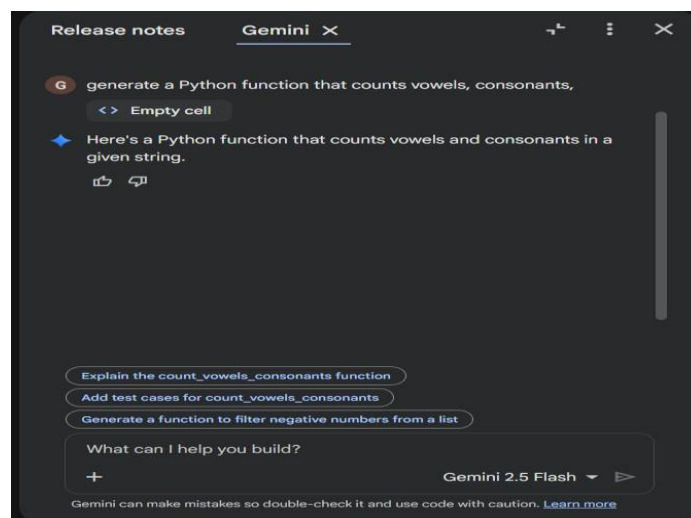 Release notes Gemini ×
G generate a Python function that counts vowels, consonants,
<> Empty cell
Here's a Python function that counts vowels and consonants in a
given string.
Explain the count_vowels_consonants function
Add test cases for count_vowels_consonants
Generate a function to filter negative numbers from a list
What can I help you build?
+ Gemini 2.5 Flash
Gemini can make mistakes so double-check it and use code with caution. Learn more